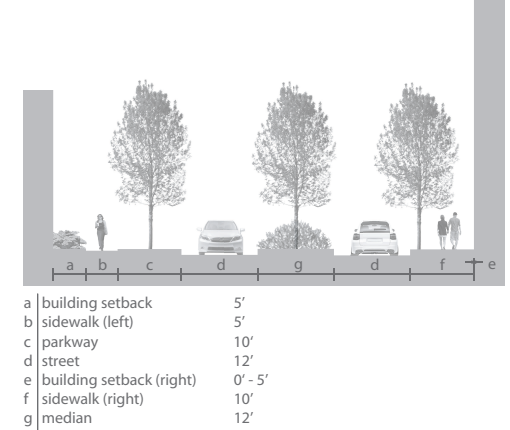 a b c d g d f e
a building setback 5'
b sidewalk (left) 5'
c parkway 10'
d street 12'
e building setback (right) 0' - 5'
f sidewalk (right) 10'
g median 12'